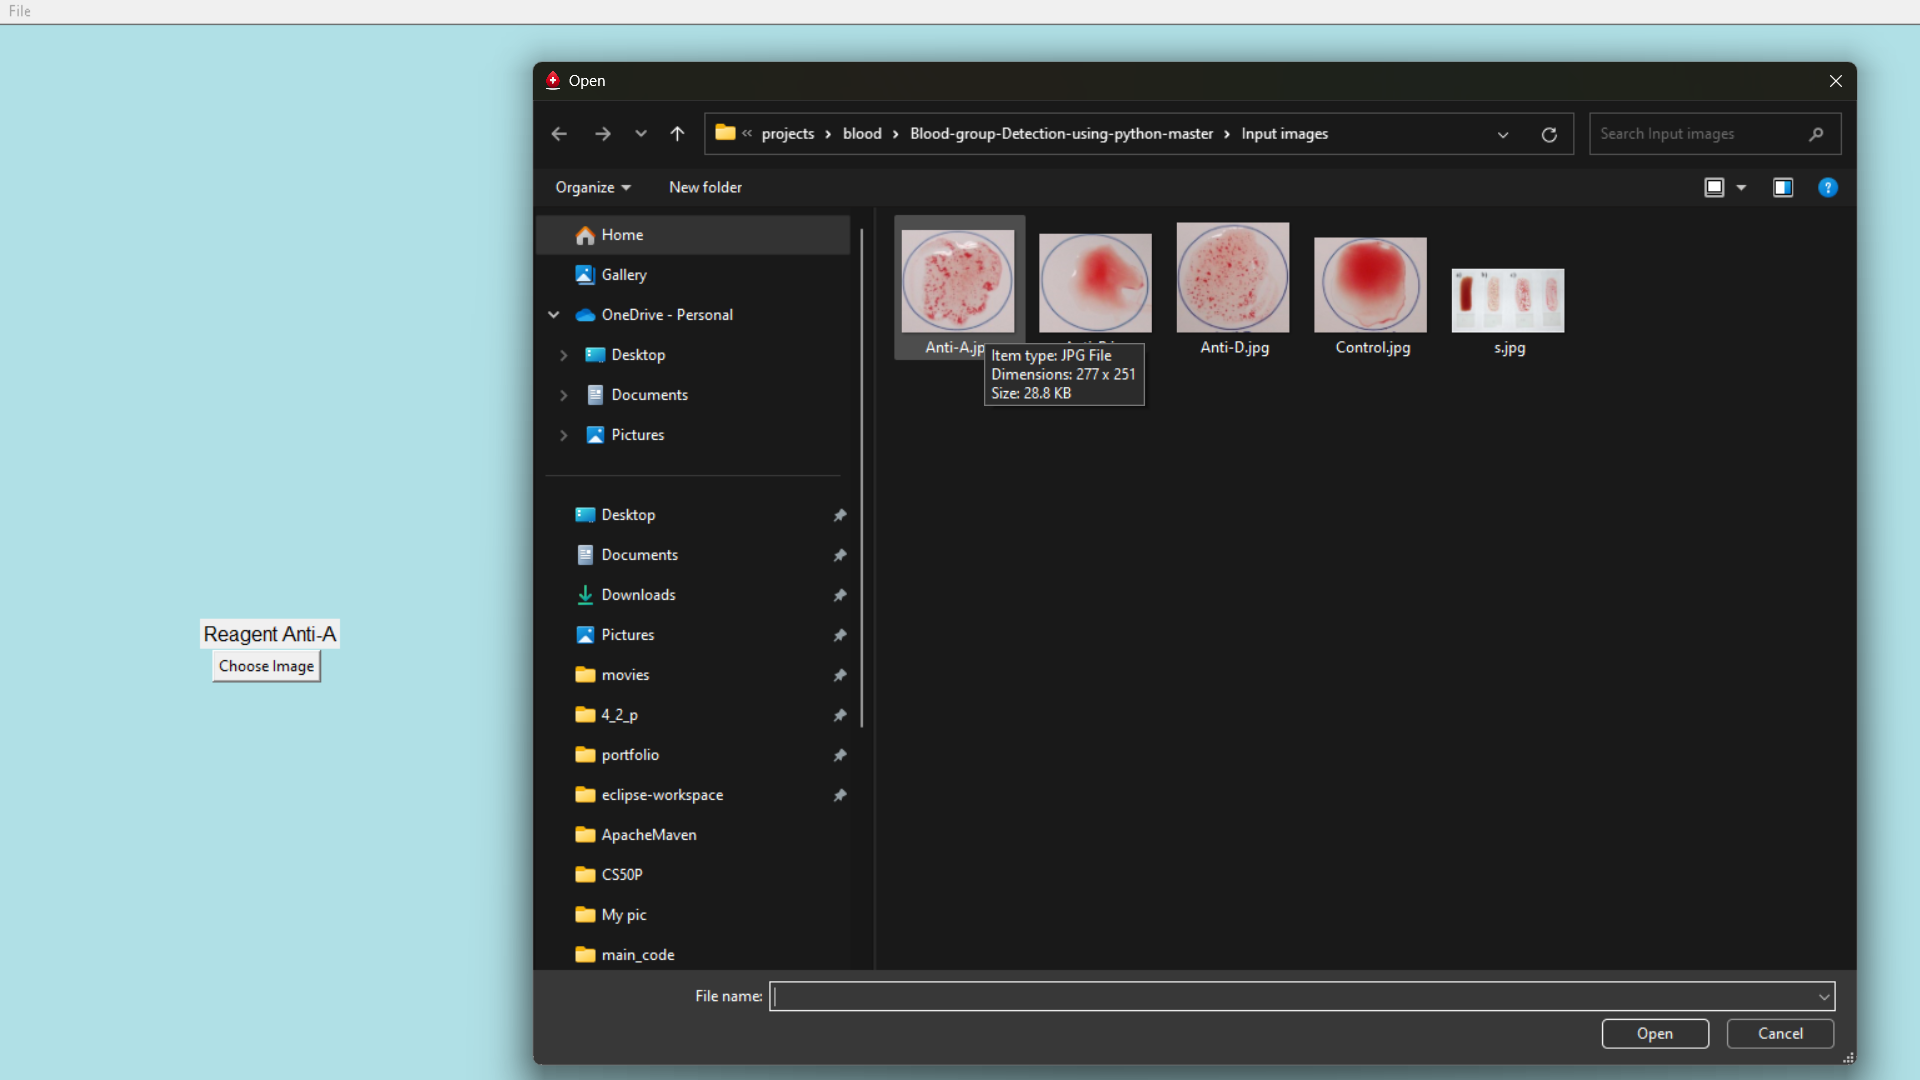 File
Open
« projects › blood › Blood-group-Detection-using-python-master › Input images
Search Input images
Organize
New folder
?
Home
Gallery
OneDrive - Personal
Desktop
Documents
Pictures
Desktop
Documents
Downloads
Pictures
movies
4_2_p
portfolio
eclipse-workspace
ApacheMaven
CS50P
My pic
main_code
Anti-A.jp
Anti-D.jpg
Control.jpg
s.jpg
Item type: JPG File
Dimensions: 277 x 251
Size: 28.8 KB
Reagent Anti-A
Choose Image
File name:
Open
Cancel